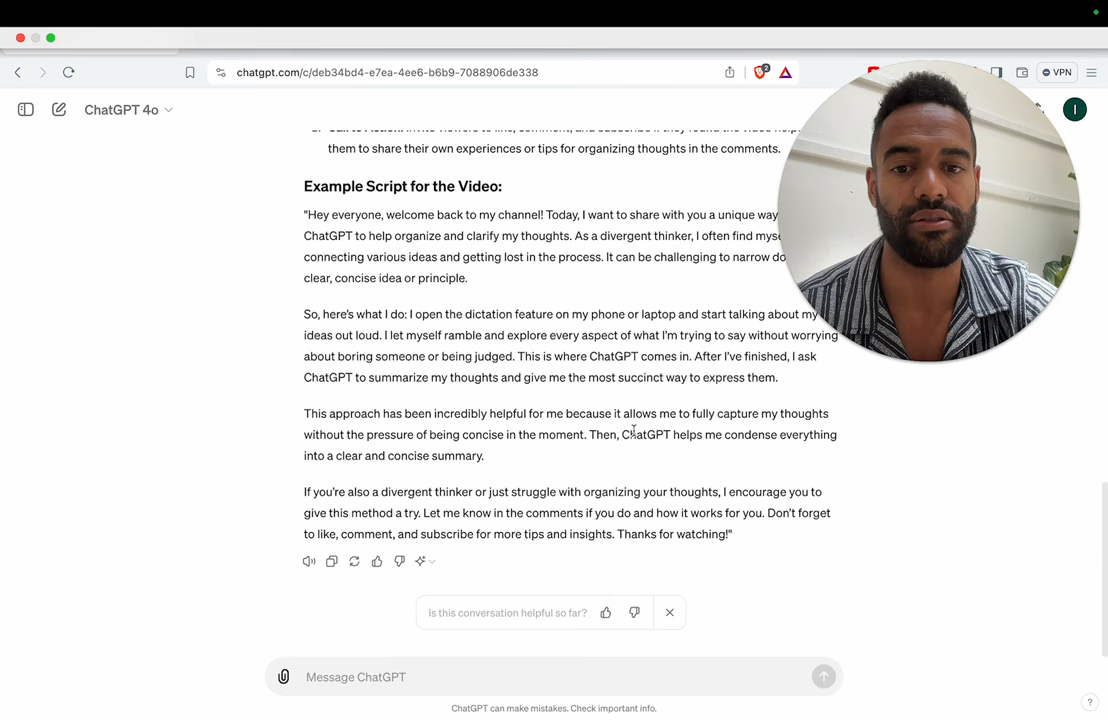 chatgpt.com/c/deb34bd4-e7ea-4ee6-b6b9-7088906de338
2
VPN
ChatGPT 4o
I
them to share their own experiences or tips for organizing thoughts in the comments.
Example Script for the Video:
"Hey everyone, welcome back to my channel! Today, I want to share with you a unique way
ChatGPT to help organize and clarify my thoughts. As a divergent thinker, I often find
connecting various ideas and getting lost in the process. It can be challenging to narrow
clear, concise idea or principle.
So, here's what I do: I open the dictation feature on my phone or laptop and start talking about my
ideas out loud. I let myself ramble and explore every aspect of what I'm trying to say without worrying
about boring someone or being judged. This is where ChatGPT comes in. After I've finished, I ask
ChatGPT to summarize my thoughts and give me the most succinct way to express them.
This approach has been incredibly helpful for me because it allows me to fully capture my thoughts
without the pressure of being concise in the moment. Then, ChatGPT helps me condense everything
into a clear and concise summary.
If you're also a divergent thinker or just struggle with organizing your thoughts, I encourage you to
give this method a try. Let me know in the comments if you do and how it works for you. Don't forget
to like, comment, and subscribe for more tips and insights. Thanks for watching!"
Is this conversation helpful so far?
Message ChatGPT
ChatGPT can make mistakes. Check important info.
?